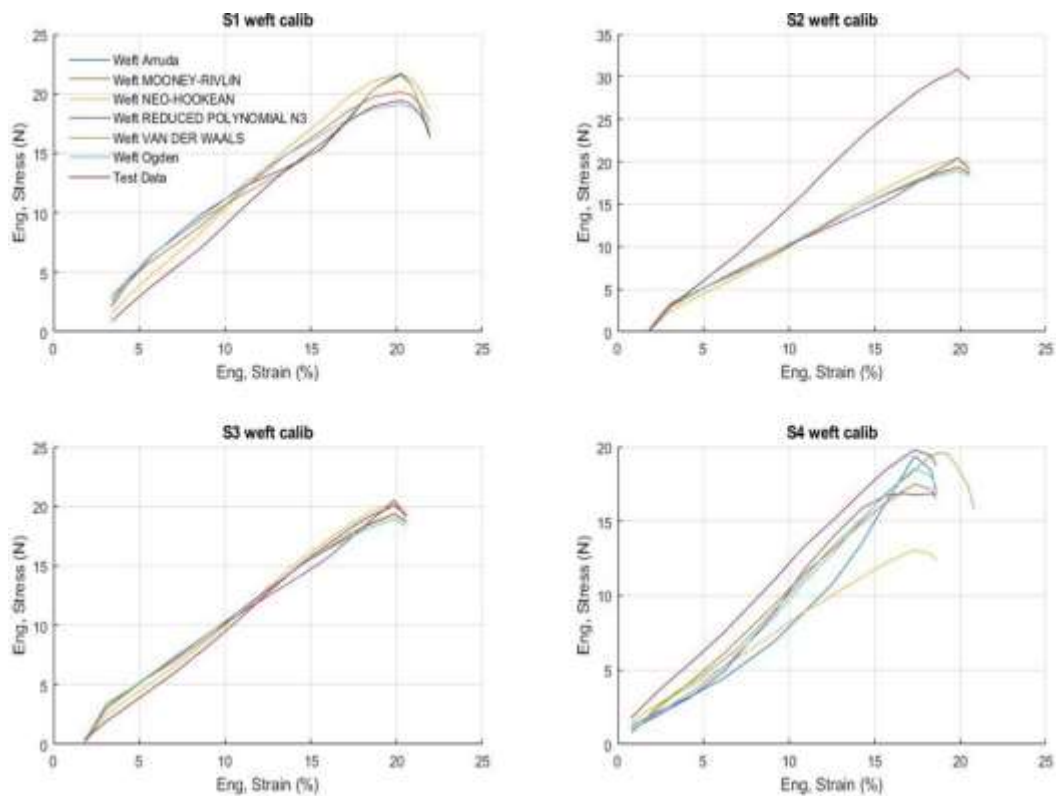 S1 weft calib
25
20
15
10
5
0
Eng, Stress (N)
Weft Arruda
Weft MOONEY-RIVLIN
Weft NEO-HOOKEAN
Weft REDUCED POLYNOMIAL N3
Weft VAN DER WAALS
Weft Ogden
Test Data
0 5 10 15 20 25
Eng, Strain (%)
S2 weft calib
35
30
25
20
15
10
5
0
Eng, Stress (N)
0 5 10 15 20 25
Eng, Strain (%)
S3 weft calib
25
20
15
10
5
0
Eng, Stress (N)
0 5 10 15 20 25
Eng, Strain (%)
S4 weft calib
20
15
10
5
0
Eng, Stress (N)
0 5 10 15 20 25
Eng, Strain (%)